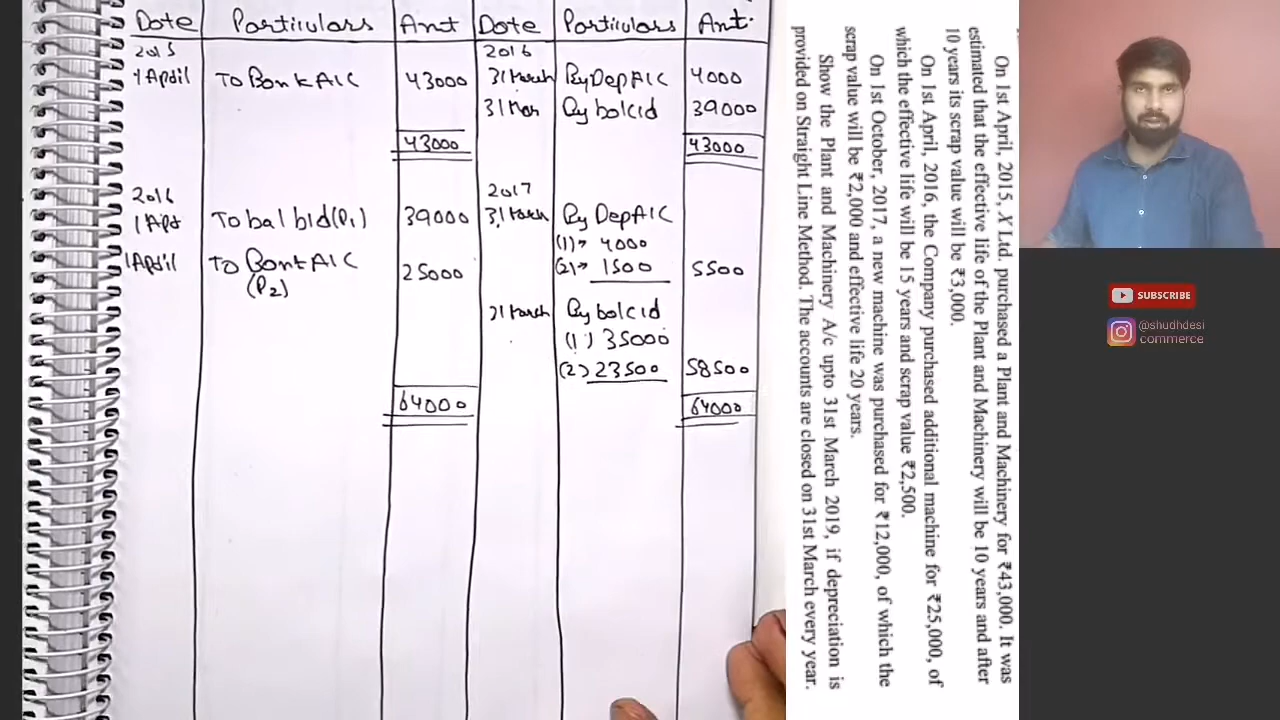 Date Particulars Amt Date Particulars Amt.
2015 2016
1 April To Bank A/C 43000 31 March By Dep A/C 4000
31 Mar By bal c/d 39000
43000 43000
2016 2017
1 Apr To bal b/d (P1) 39000 31 March By Dep A/C
(1) → 4000
1 April To Bank A/C 25000 (2) → 1500 5500
(P2)
31 March By bal c/d
(1) 35000
(2) 23500 58500
64000 64000
On 1st April, 2015, X Ltd. purchased a Plant and Machinery for ₹43,000. It was
estimated that the effective life of the Plant and Machinery will be 10 years and after
10 years its scrap value will be ₹3,000.
On 1st April, 2016, the Company purchased additional machine for ₹25,000, of
which the effective life will be 15 years and scrap value ₹2,500.
On 1st October, 2017, a new machine was purchased for ₹12,000, of which the
scrap value will be ₹2,000 and effective life 20 years.
Show the Plant and Machinery A/c upto 31st March 2019, if depreciation is
provided on Straight Line Method. The accounts are closed on 31st March every year.
SUBSCRIBE
@shudhdesi
commerce